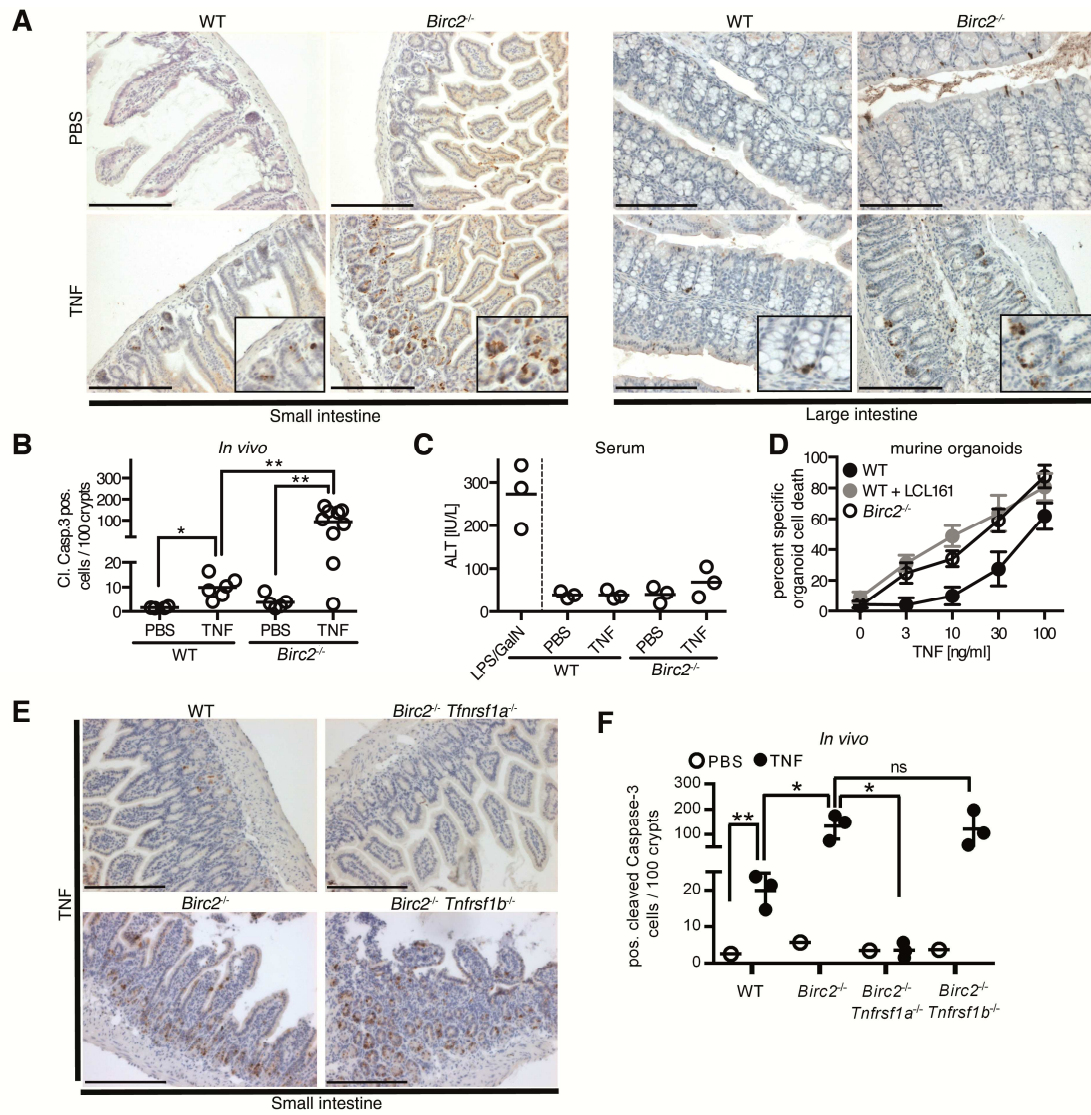 A
WT
Birc2-/-
WT
Birc2-/-
PBS
TNF
Small intestine
Large intestine
B
In vivo
Cl. Casp.3 pos.
cells / 100 crypts
300
200
100
20
10
0
*
**
**
PBS
TNF
PBS
TNF
WT
Birc2-/-
C
Serum
ALT [IU/L]
300
200
100
0
LPS/GalN
PBS
TNF
PBS
TNF
WT
Birc2-/-
D
murine organoids
WT
WT + LCL161
Birc2-/-
percent specific
organoid cell death
100
80
60
40
20
0
0
3
10
30
100
TNF [ng/ml]
E
WT
Birc2-/- Tfnrsf1a-/-
TNF
Birc2-/-
Birc2-/- Tnfrsf1b-/-
Small intestine
F
In vivo
PBS
TNF
pos. cleaved Caspase-3
cells / 100 crypts
300
200
100
20
10
0
**
*
*
ns
WT
Birc2-/-
Birc2-/-
Tnfrsf1a-/-
Birc2-/-
Tnfrsf1b-/-